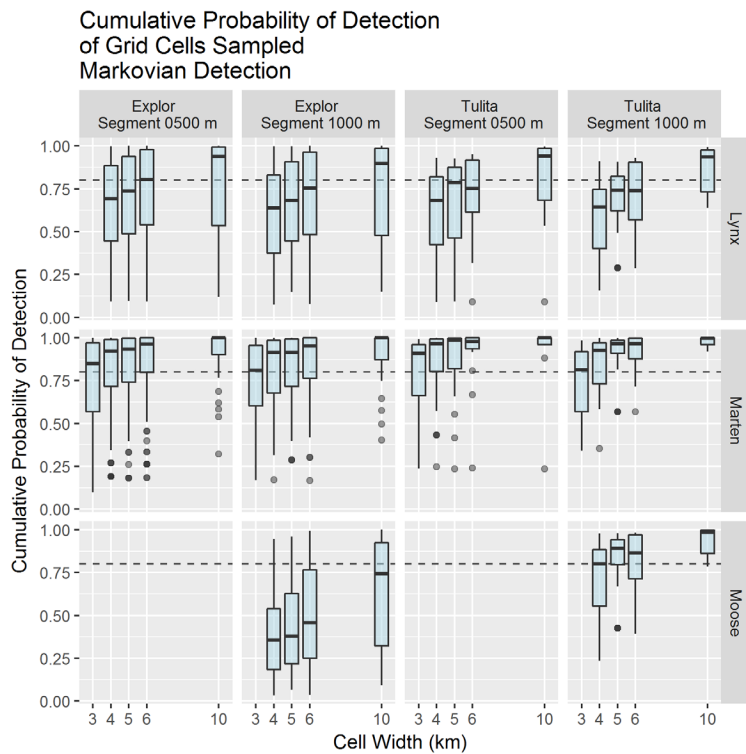 Cumulative Probability of Detection
of Grid Cells Sampled
Markovian Detection
Explor
Segment 0500 m
Explor
Segment 1000 m
Tulita
Segment 0500 m
Tulita
Segment 1000 m
Cumulative Probability of Detection
1.00
0.75
0.50
0.25
0.00
Lynx
1.00
0.75
0.50
0.25
0.00
Marten
1.00
0.75
0.50
0.25
0.00
Moose
3 4 5 6 10
3 4 5 6 10
3 4 5 6 10
3 4 5 6 10
Cell Width (km)